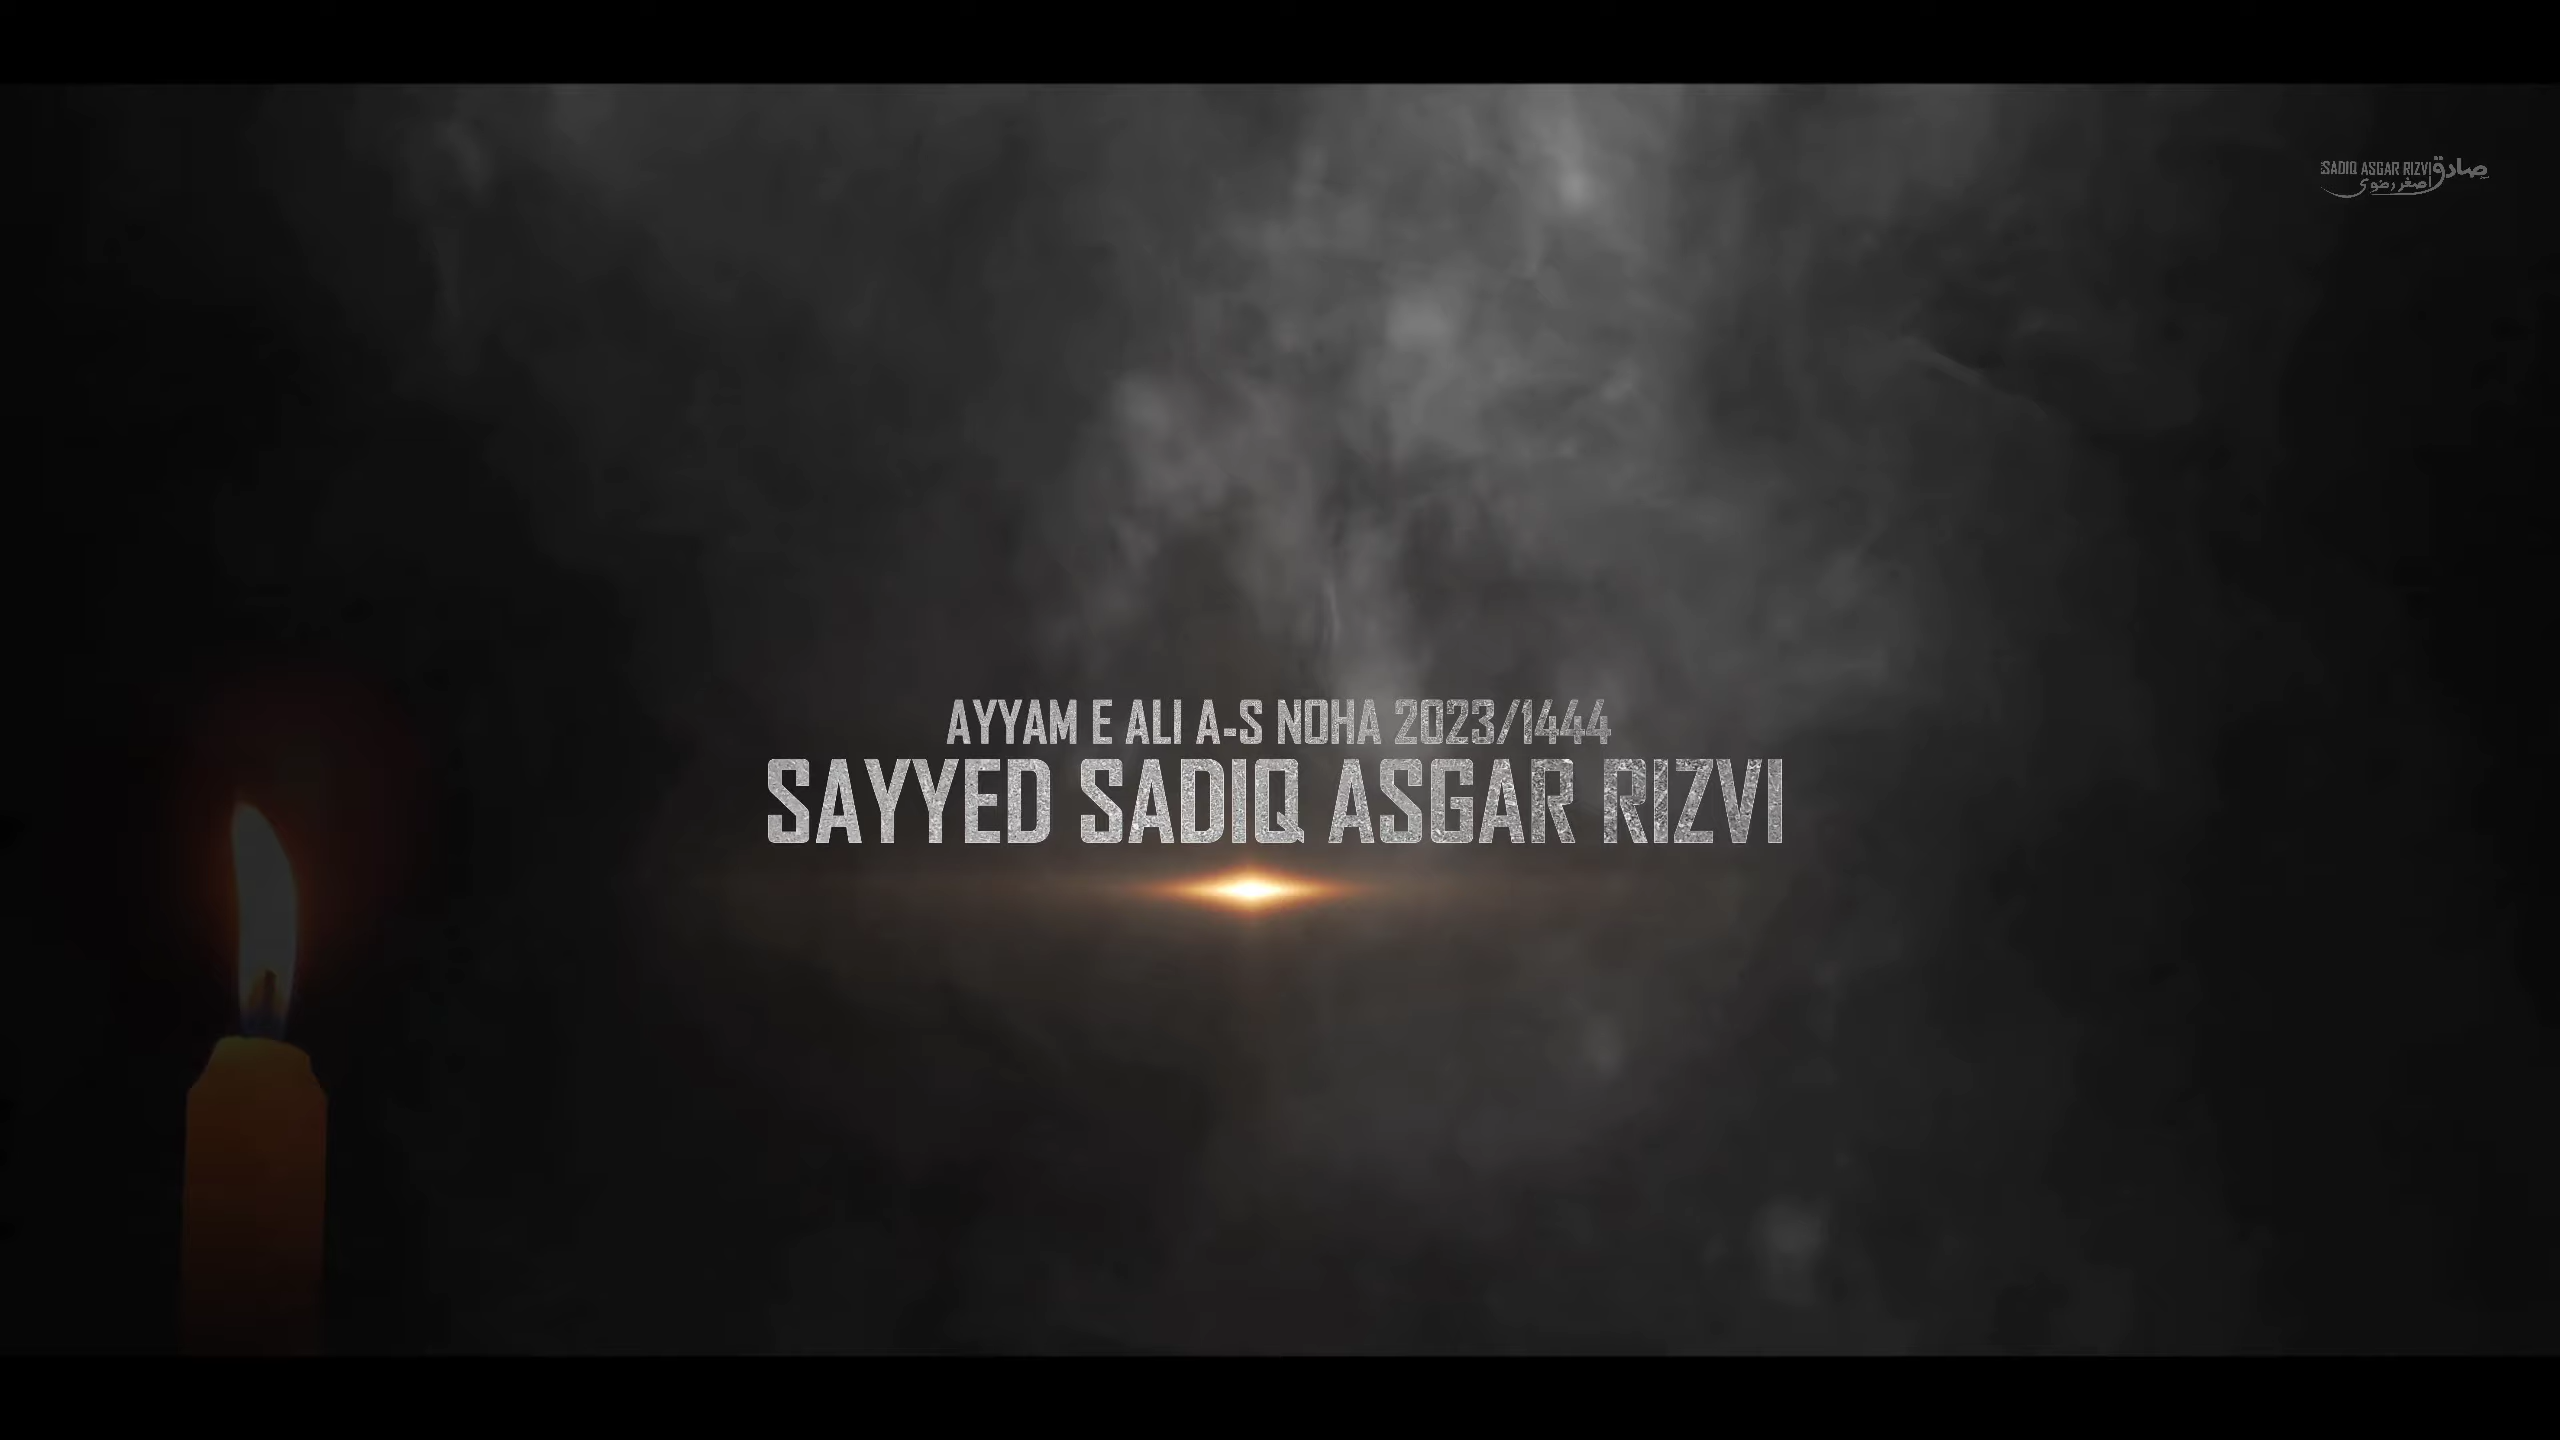 SADIQ ASGAR RIZVI صادق
اصغر رضوی
AYYAM E ALI A-S NOHA 2023/1444
SAYYED SADIQ ASGAR RIZVI